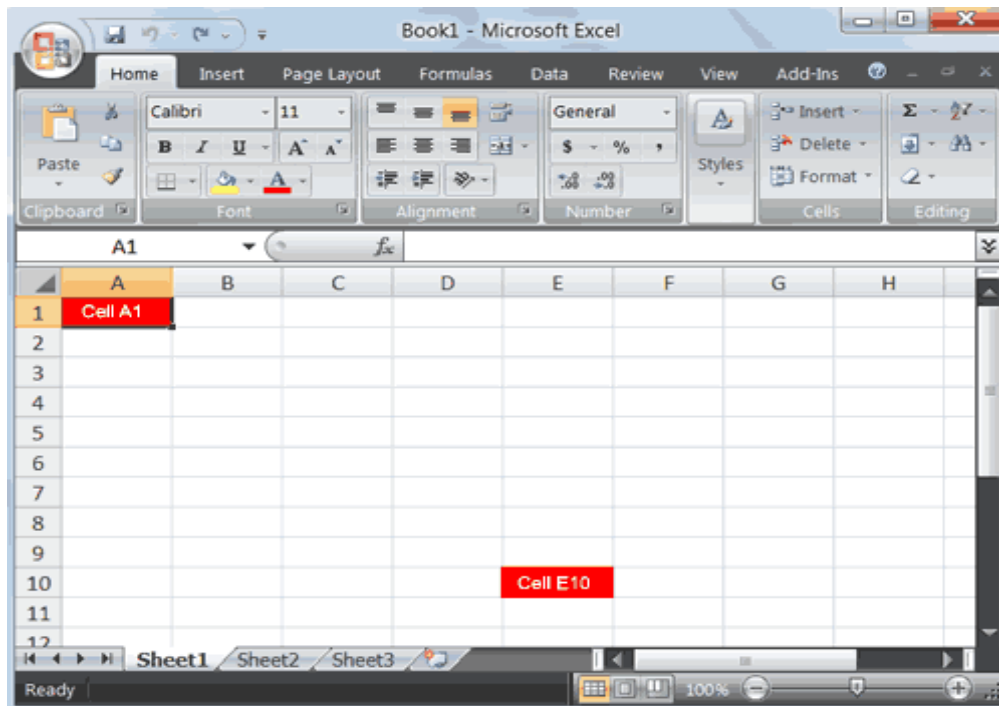 Book1 - Microsoft Excel
Home Insert Page Layout Formulas Data Review View Add-Ins
Calibri 11 General Σ Insert
B I U A A $ % , Delete
Paste A Styles Format
Clipboard Font Alignment Number Cells Editing
A1 fx
A B C D E F G H
1 Cell A1
2
3
4
5
6
7
8
9
10 Cell E10
11
12
Sheet1 Sheet2 Sheet3
Ready 100%